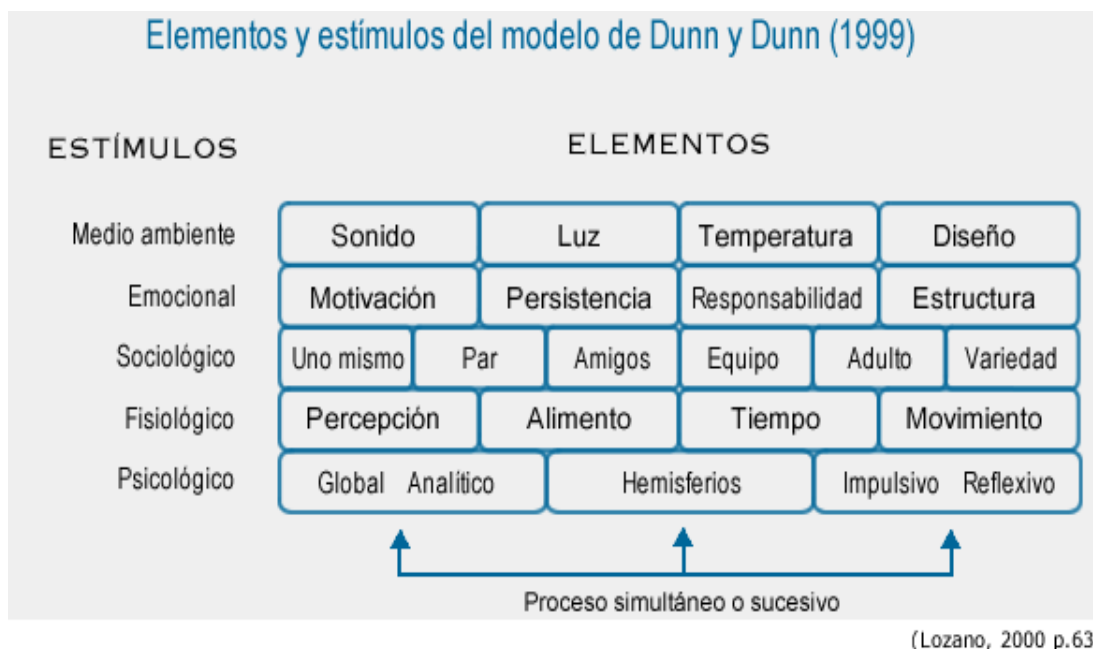 Elementos y estímulos del modelo de Dunn y Dunn (1999)
ESTÍMULOS ELEMENTOS
Medio ambiente Sonido Luz Temperatura Diseño
Emocional Motivación Persistencia Responsabilidad Estructura
Sociológico Uno mismo Par Amigos Equipo Adulto Variedad
Fisiológico Percepción Alimento Tiempo Movimiento
Psicológico Global Analítico Hemisferios Impulsivo Reflexivo
Proceso simultáneo o sucesivo
(Lozano, 2000 p.63